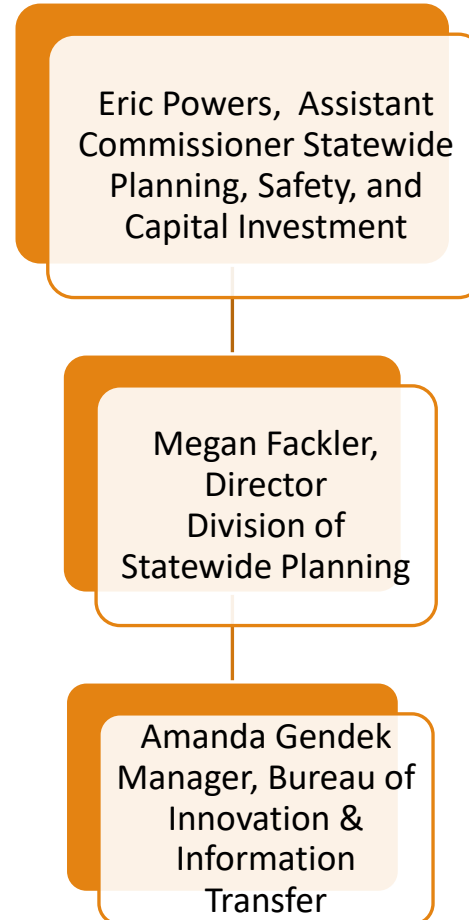 Eric Powers,  Assistant
Commissioner Statewide
Planning, Safety, and
Capital Investment
Megan Fackler,
Director
Division of
Statewide Planning
Amanda Gendek
Manager, Bureau of
Innovation &
Information
Transfer